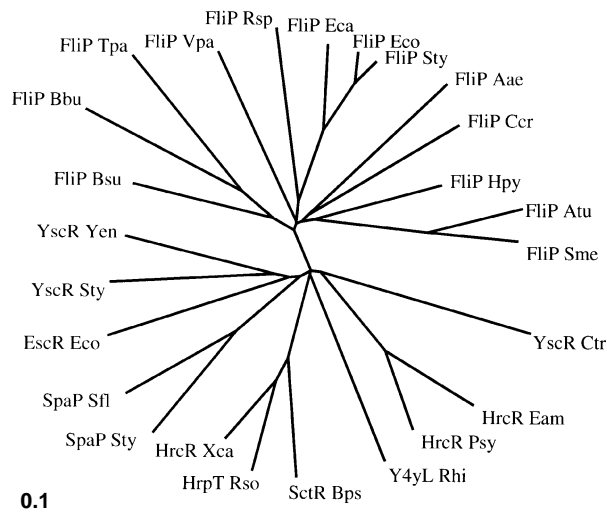 FliP Rsp
FliP Eca
FliP Eco
FliP Sty
FliP Vpa
FliP Tpa
FliP Aae
FliP Bbu
FliP Ccr
FliP Bsu
FliP Hpy
FliP Atu
YscR Yen
FliP Sme
YscR Sty
EscR Eco
YscR Ctr
SpaP Sfl
HrcR Eam
SpaP Sty
HrcR Psy
HrcR Xca
Y4yL Rhi
HrpT Rso
SctR Bps
0.1